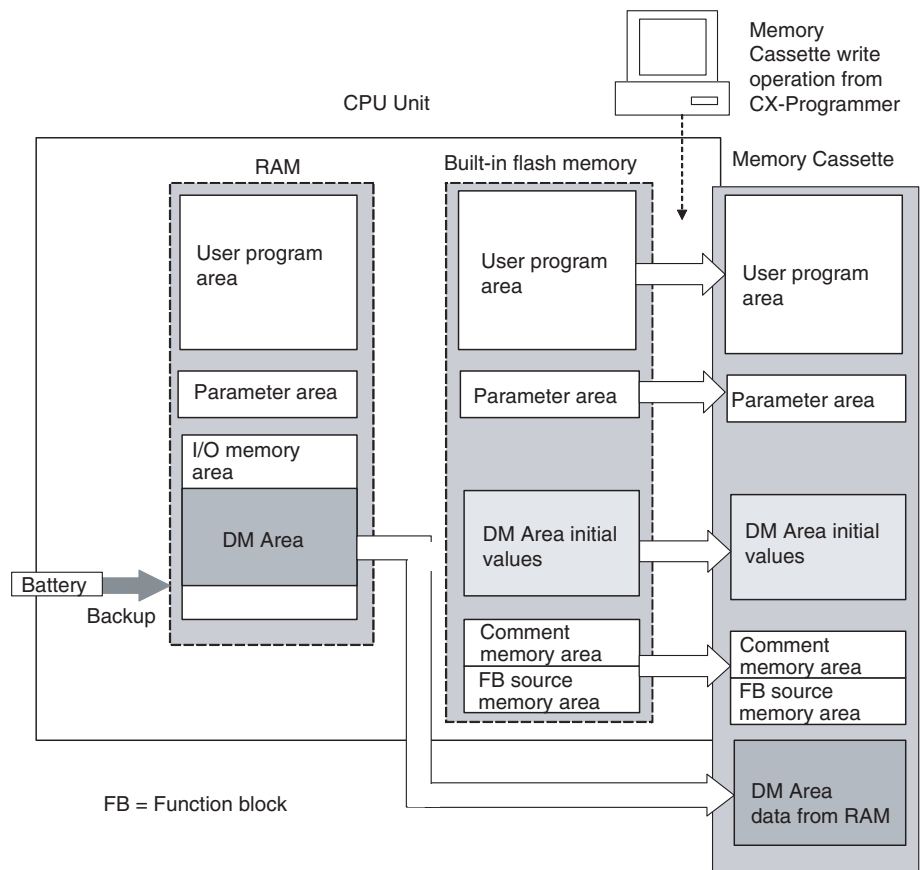 Memory
Cassette write
operation from
CX-Programmer
CPU Unit
RAM
Built-in flash memory
Memory Cassette
User program
area
User program
area
User program
area
Parameter area
Parameter area
Parameter area
I/O memory
area
DM Area
DM Area initial
values
DM Area initial
values
Battery
Backup
Comment
memory area
FB source
memory area
Comment
memory area
FB source
memory area
DM Area
data from RAM
FB = Function block